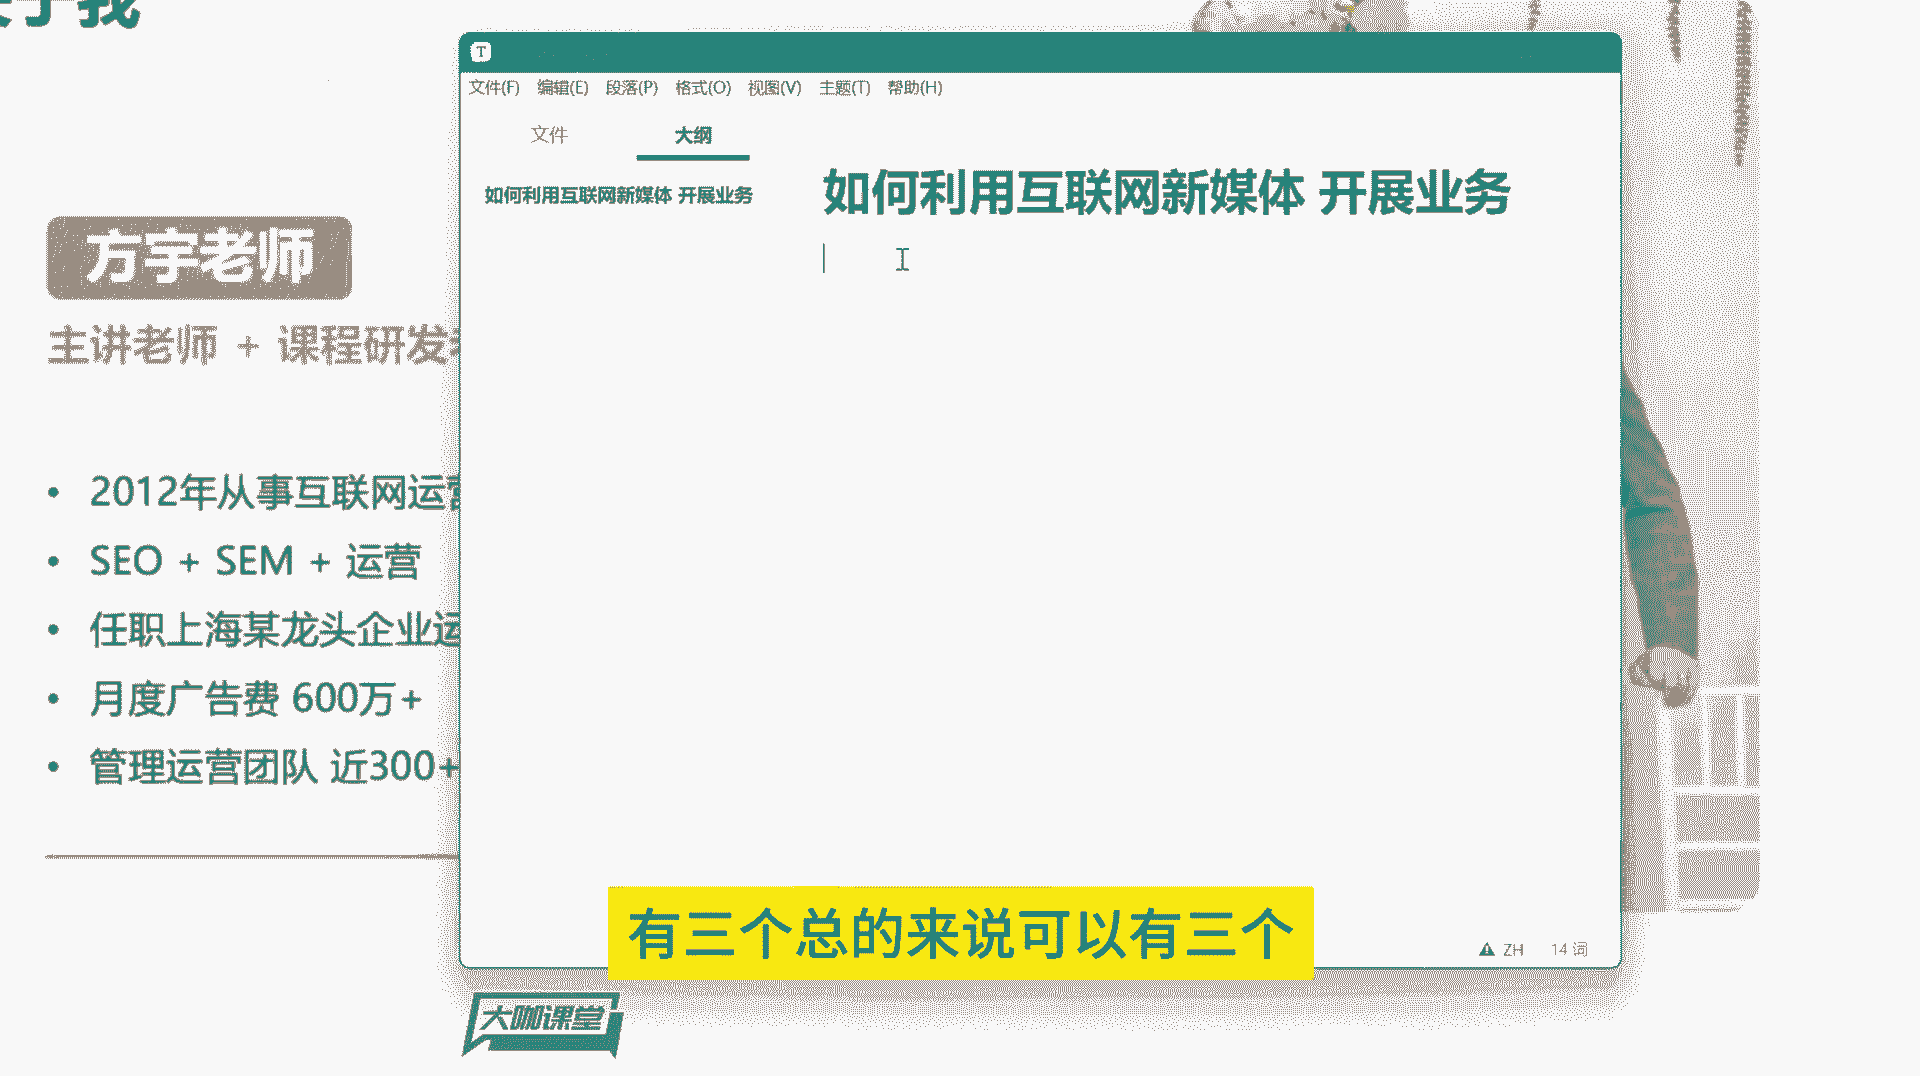 于我
方宇老师
主讲老师 + 课程研发
2012年从事互联网运营
SEO + SEM + 运营
任职上海某龙头企业运
月度广告费 600万+
管理运营团队 近300+
T
文件(F) 编辑(E) 段落(P) 格式(O) 视图(V) 主题(T) 帮助(H)
文件 大纲
如何利用互联网新媒体 开展业务
如何利用互联网新媒体 开展业务
ZH 14 词
有三个总的来说可以有三个
大咖课堂